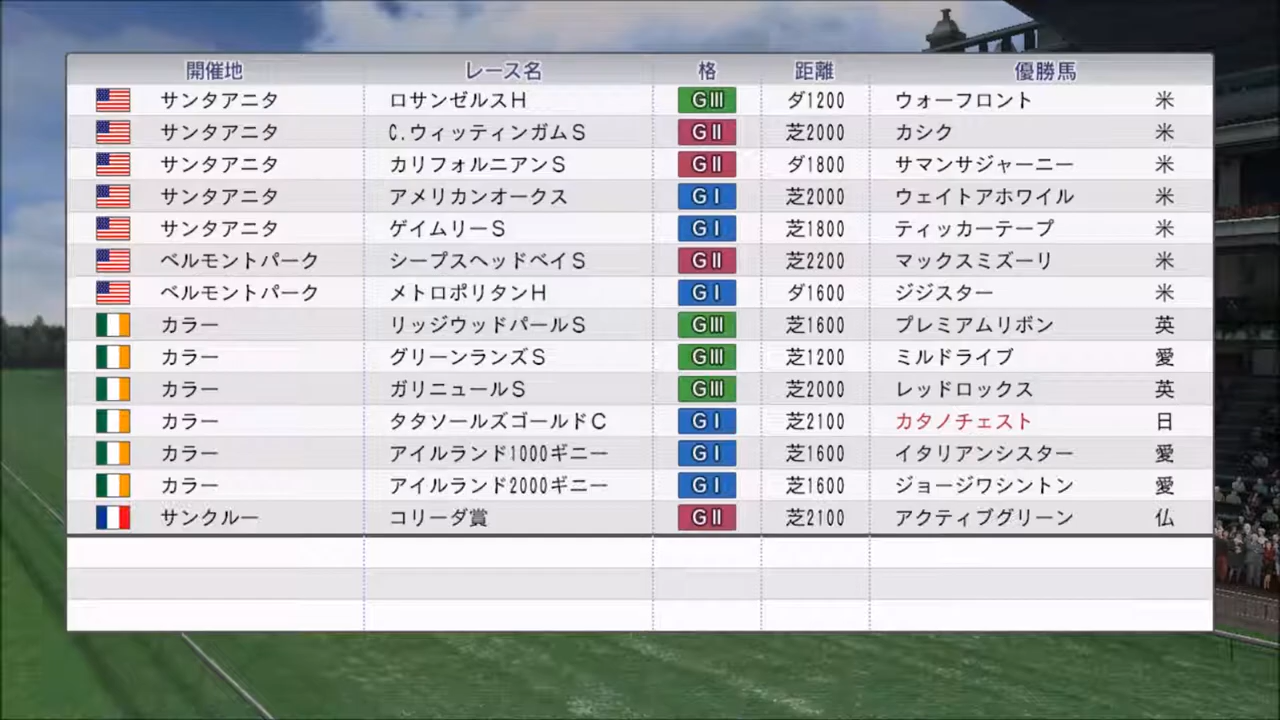 開催地 レース名 格 距離 優勝馬
サンタアニタ ロサンゼルスH GⅢ ダ1200 ウォーフロント 米
サンタアニタ C.ウィッティンガムS GⅡ 芝2000 カシク 米
サンタアニタ カリフォルニアンS GⅡ ダ1800 サマンサジャーニー 米
サンタアニタ アメリカンオークス GⅠ 芝2000 ウェイトアホワイル 米
サンタアニタ ゲイムリーS GⅠ 芝1800 ティッカーテープ 米
ベルモントパーク シープスヘッドベイS GⅡ 芝2200 マックスミズーリ 米
ベルモントパーク メトロポリタンH GⅠ ダ1600 ジジスター 米
カラー リッジウッドパールS GⅢ 芝1600 プレミアムリボン 英
カラー グリーンランズS GⅢ 芝1200 ミルドライブ 愛
カラー ガリニュールS GⅢ 芝2000 レッドロックス 英
カラー タタソールズゴールドC GⅠ 芝2100 カタノチェスト 日
カラー アイルランド1000ギニー GⅠ 芝1600 イタリアンシスター 愛
カラー アイルランド2000ギニー GⅠ 芝1600 ジョージワシントン 愛
サンクルー コリーダ賞 GⅡ 芝2100 アクティブグリーン 仏